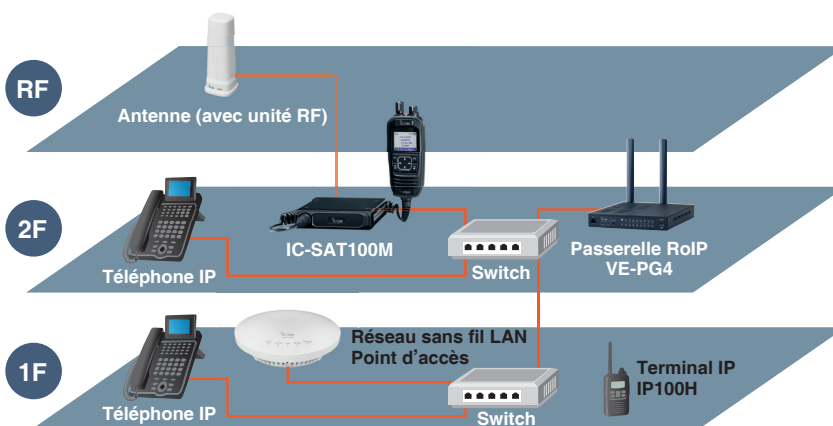 RF
Antenne (avec unité RF)
2F
Téléphone IP
IC-SAT100M
Switch
Passerelle RoIP
VE-PG4
1F
Téléphone IP
Réseau sans fil LAN
Point d’accès
Switch
Terminal IP
IP100H